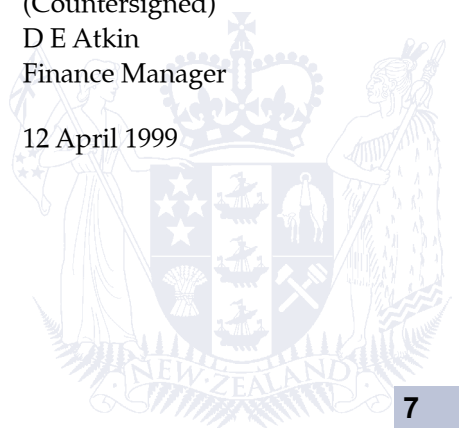 (Countersigned)
D E Atkin
Finance Manager
12 April 1999
NEW·ZEALAND
7